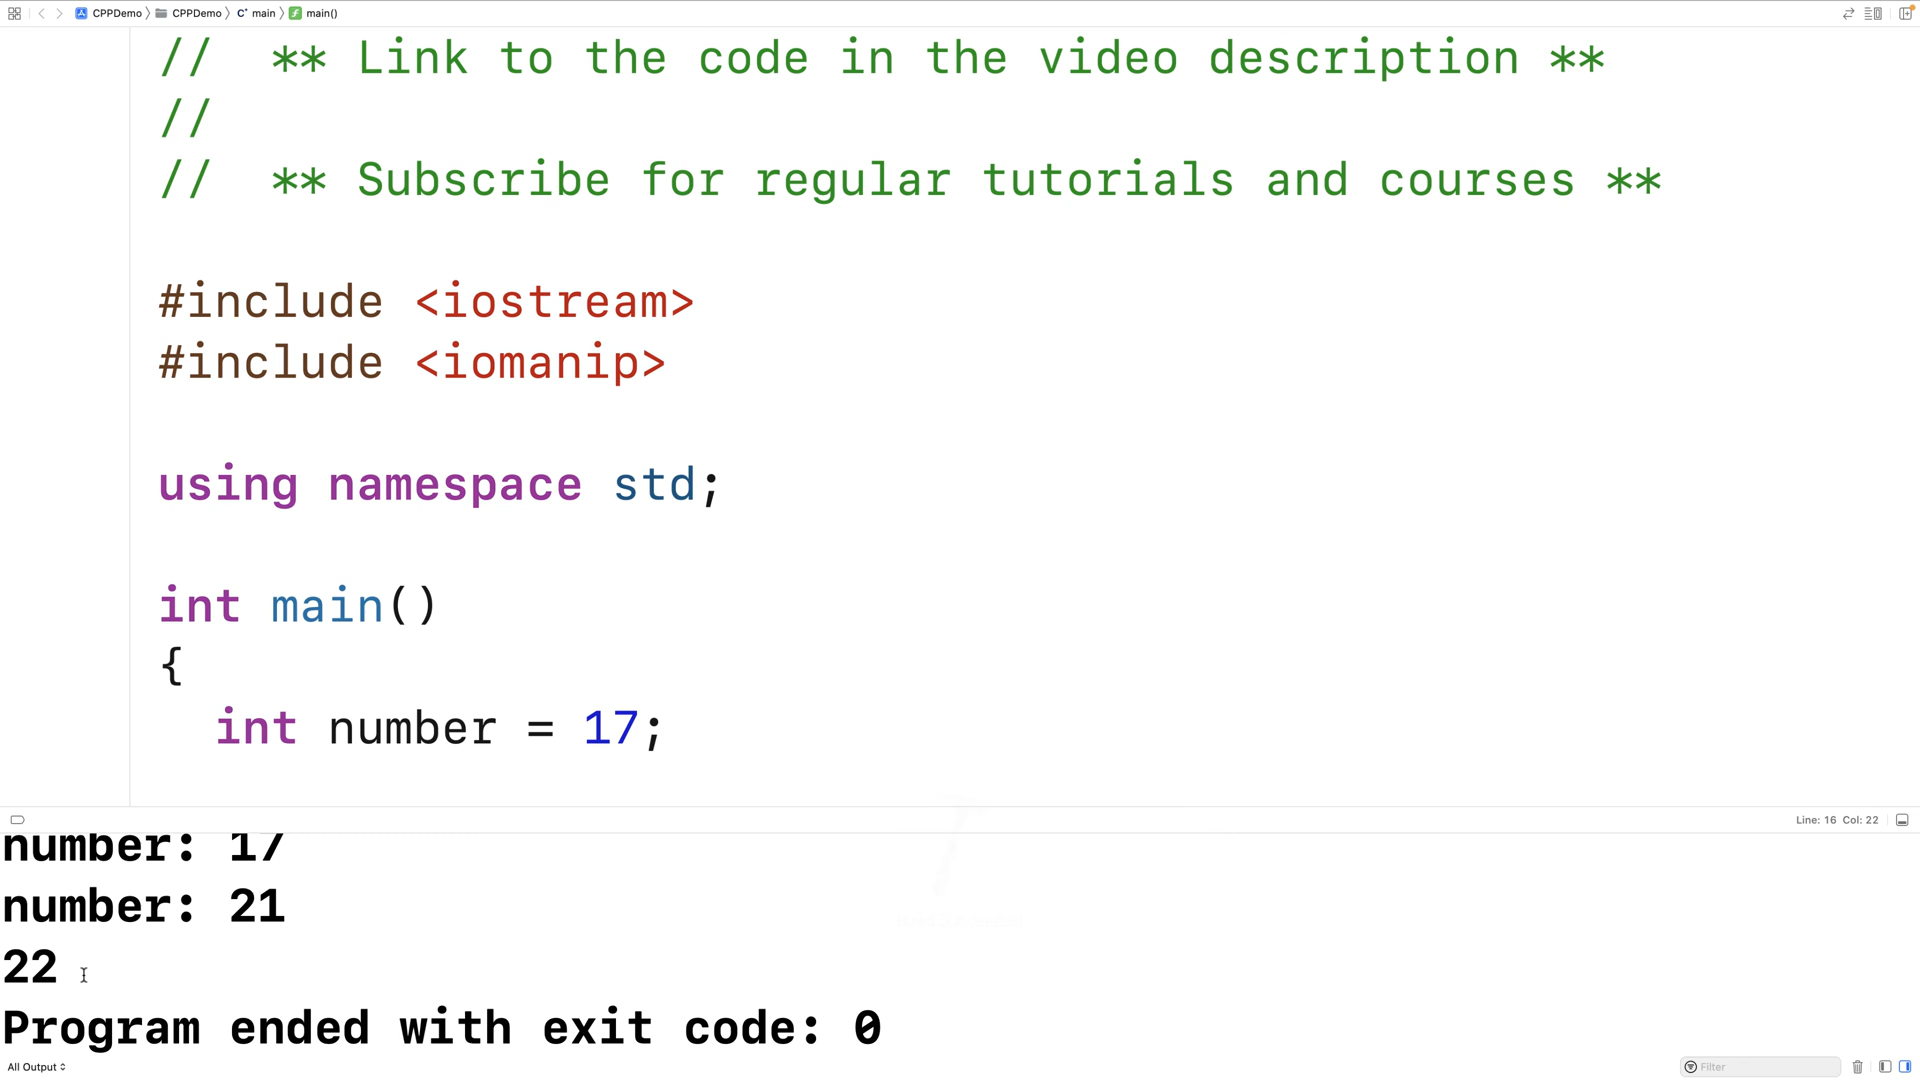 CPPDemo 〉 CPPDemo 〉 C⁺ main 〉 f main()
//  ** Link to the code in the video description **
//
//  ** Subscribe for regular tutorials and courses **
#include <iostream>
#include <iomanip>
using namespace std;
int main()
{
  int number = 17;
Line: 16 Col: 22
number: 17
number: 21
22
Program ended with exit code: 0
All Output
Filter